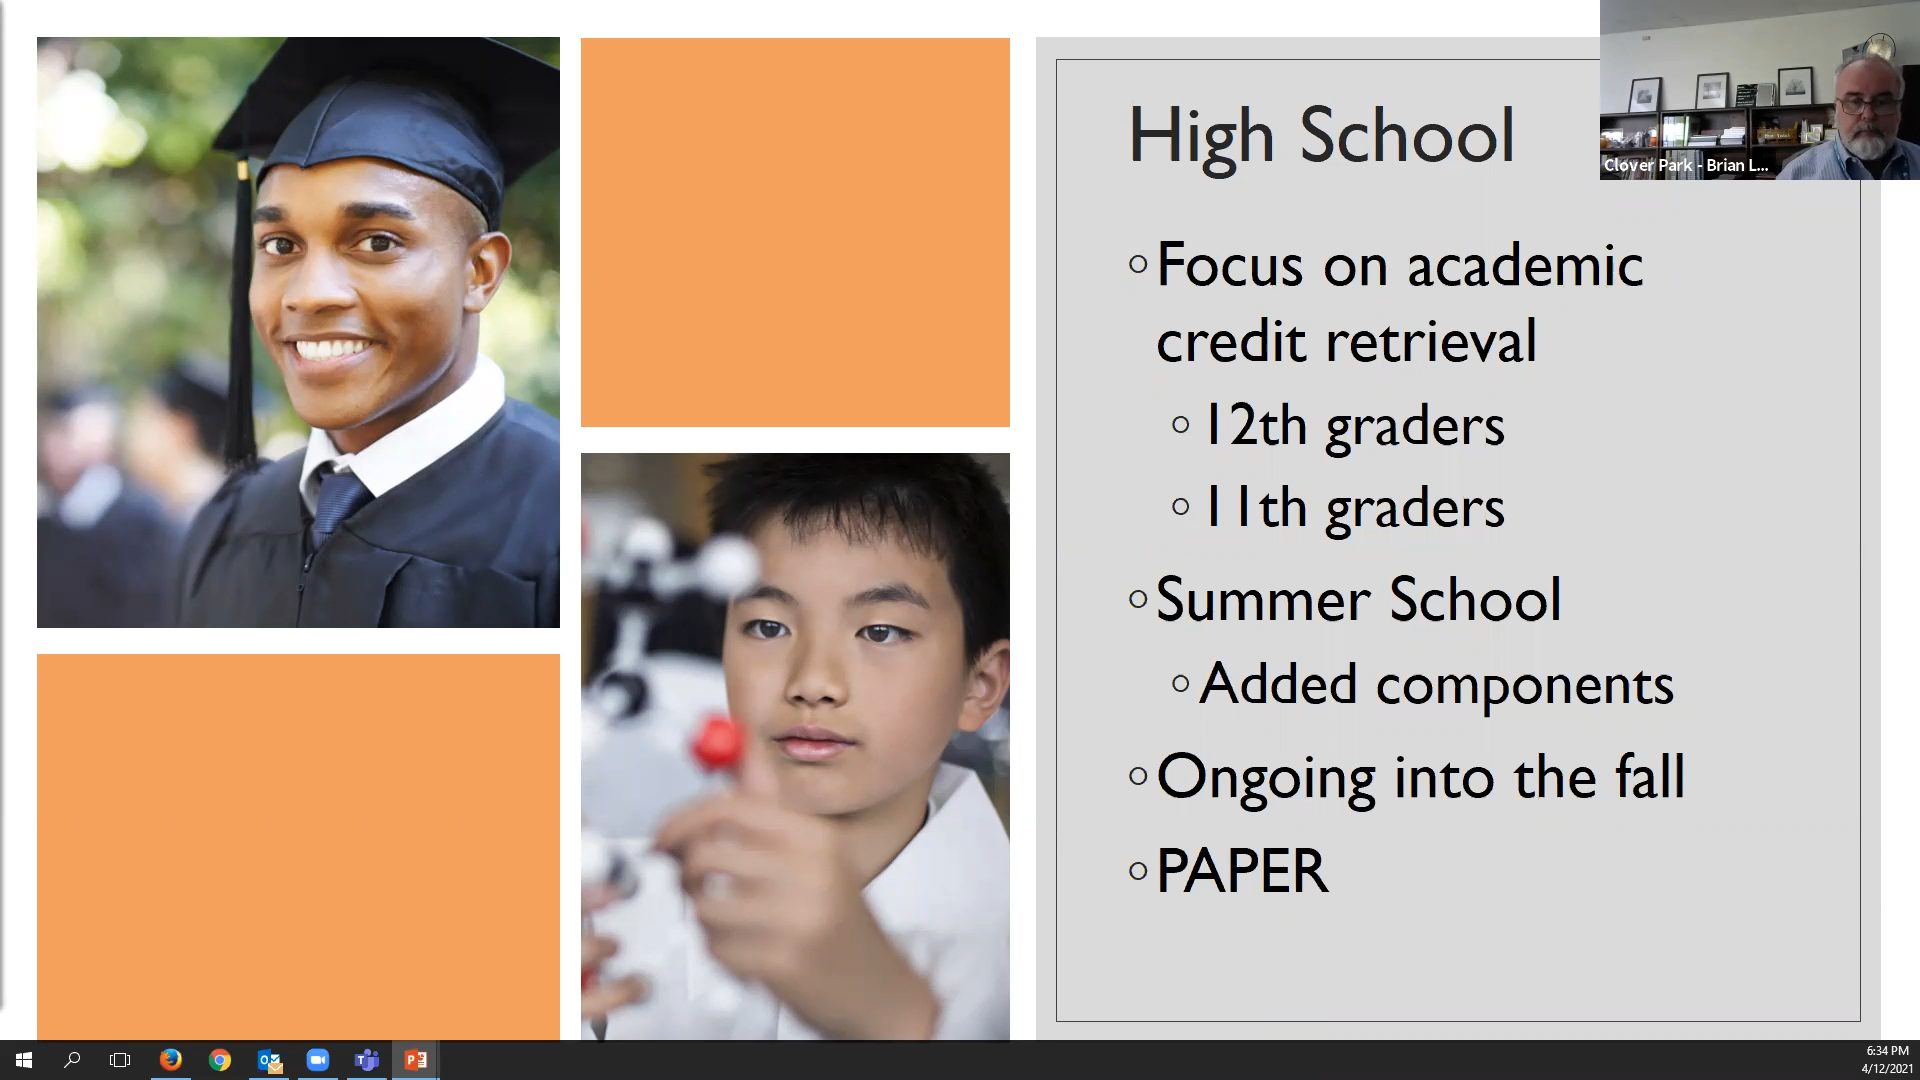 High School
Clover Park - Brian L...
Focus on academic
credit retrieval
12th graders
11th graders
Summer School
Added components
Ongoing into the fall
PAPER
6:34 PM
4/12/2021